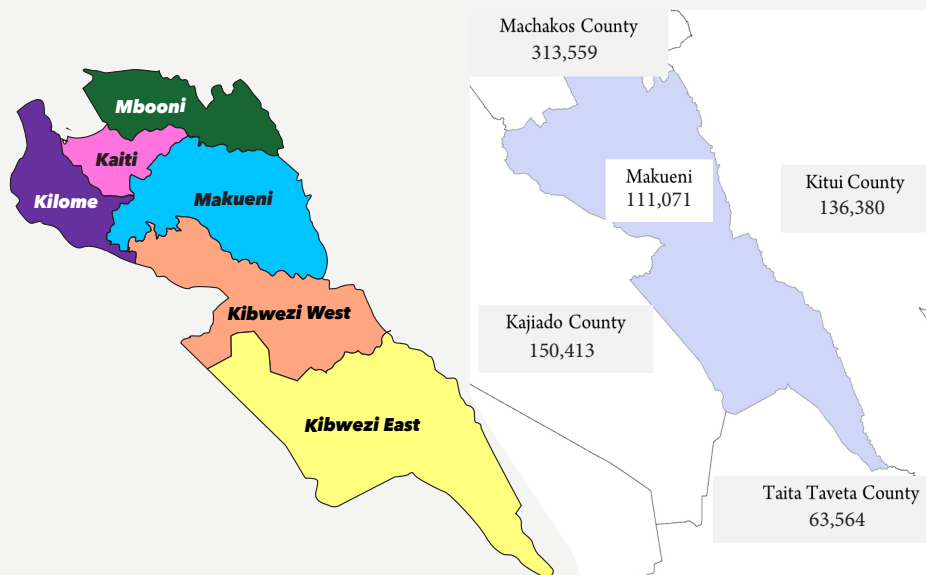 Mbooni
Kaiti
Kilome
Makueni
Kibwezi West
Kibwezi East
Machakos County
313,559
Makueni
111,071
Kitui County
136,380
Kajiado County
150,413
Taita Taveta County
63,564